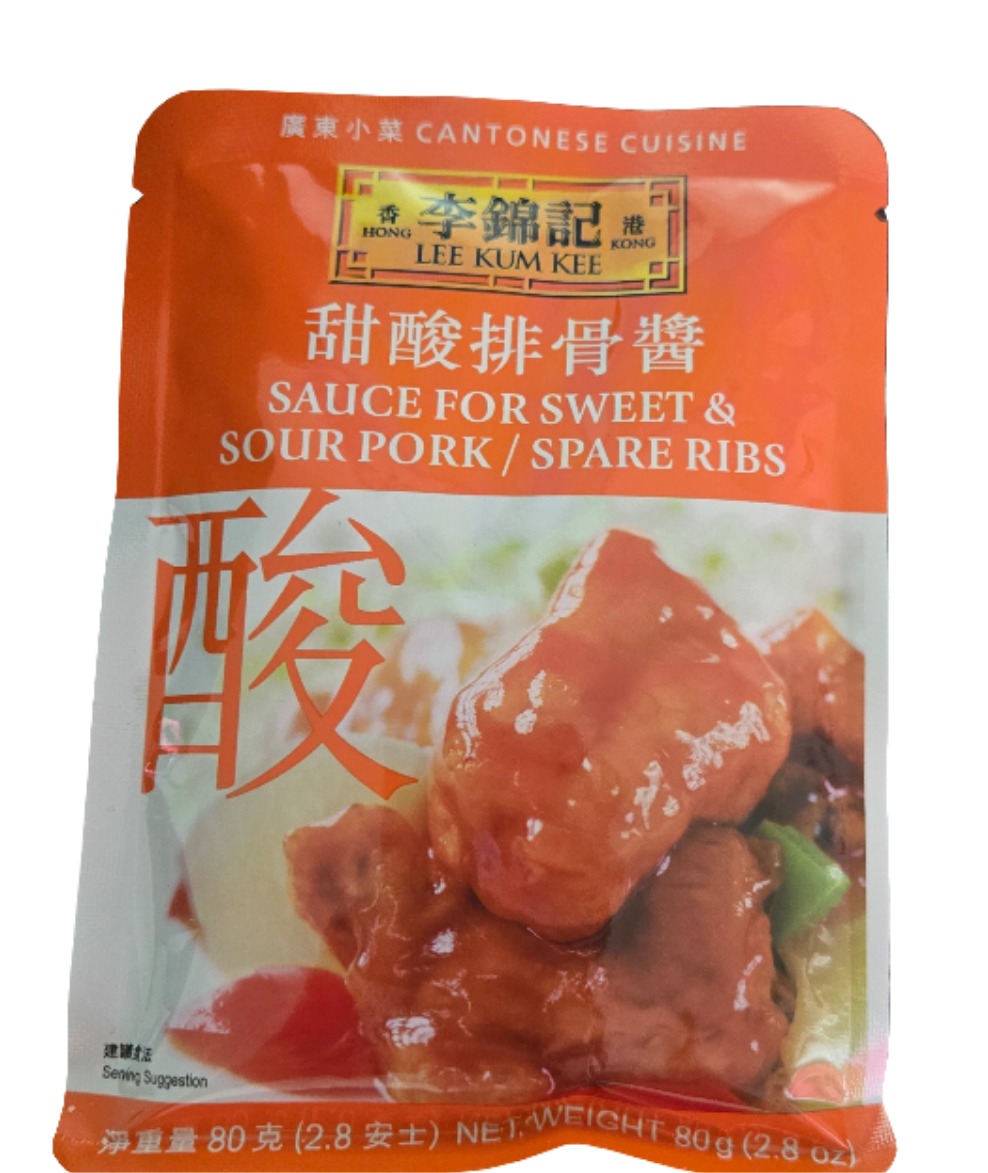 廣東小菜 CANTONESE CUISINE
香 李錦記 港
HONG LEE KUM KEE KONG
甜酸排骨醬
SAUCE FOR SWEET &
SOUR PORK / SPARE RIBS
酸
建議食法
Serving Suggestion
淨重量 80 克 (2.8 安士) NET. WEIGHT 80g (2.8 oz)